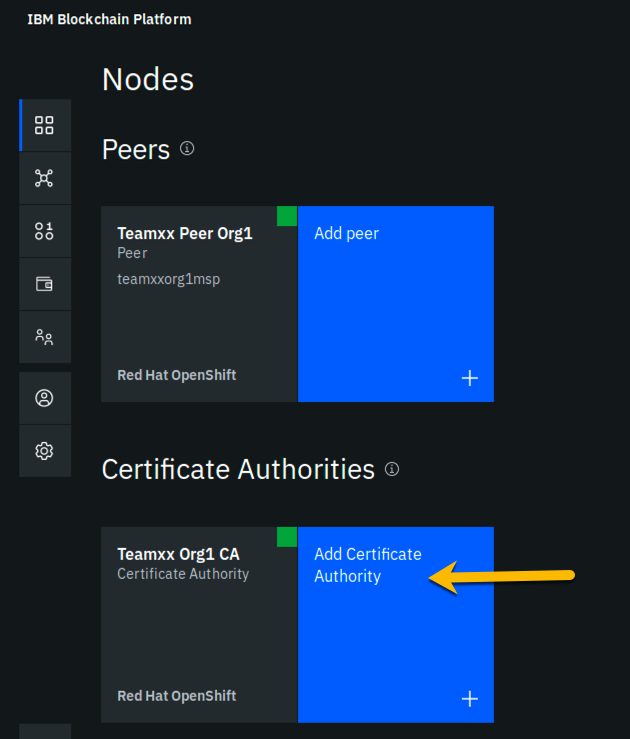 IBM Blockchain Platform
Nodes
Peers
Teamxx Peer Org1
Peer
teamxxorg1msp
Red Hat OpenShift
Add peer
Certificate Authorities
Teamxx Org1 CA
Certificate Authority
Red Hat OpenShift
Add Certificate
Authority